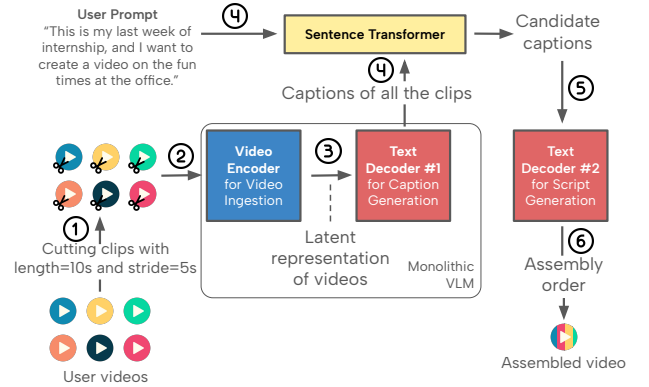 User Prompt
“This is my last week of
internship, and I want to
create a video on the fun
times at the office.”
4
Sentence Transformer
Candidate
captions
4
Captions of all the clips
5
2
Video
Encoder
for Video
Ingestion
3
Text
Decoder #1
for Caption
Generation
Text
Decoder #2
for Script
Generation
1
Cutting clips with
length=10s and stride=5s
Latent
representation
of videos
Monolithic
VLM
6
Assembly
order
User videos
Assembled video